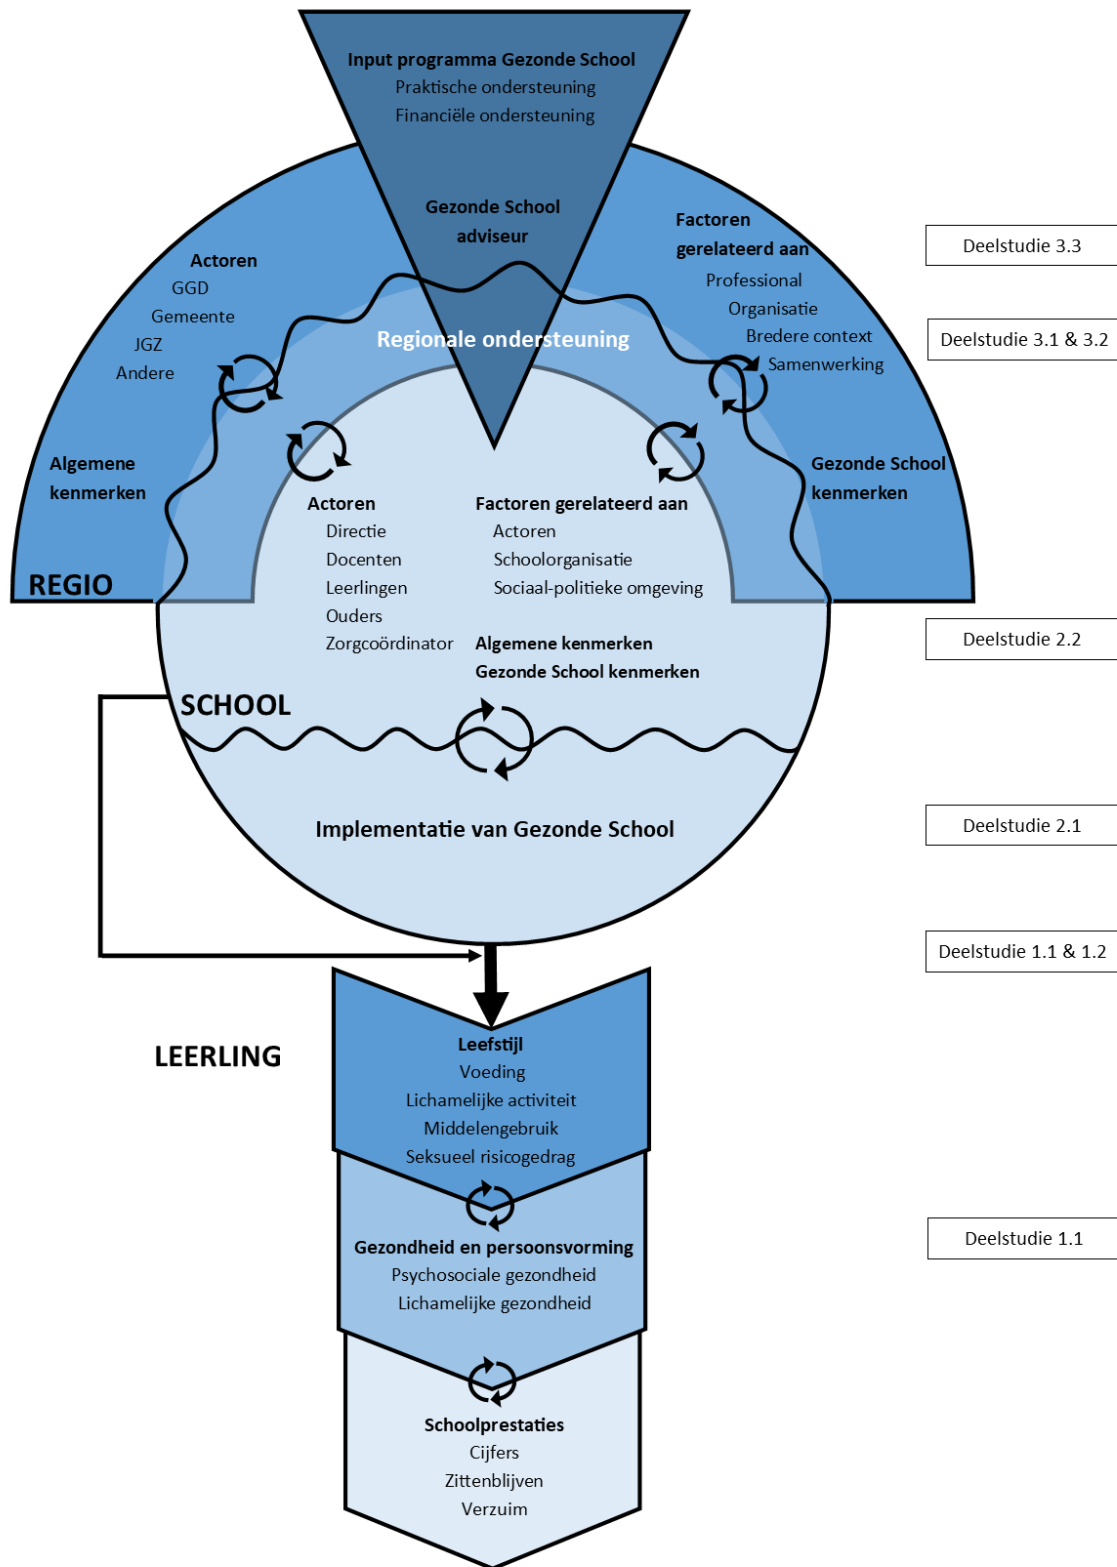 Input programma Gezonde School
Praktische ondersteuning
Financiële ondersteuning
Gezonde School
adviseur
Actoren
GGD
Gemeente
JGZ
Andere
Factoren
gerelateerd aan
Professional
Organisatie
Bredere context
Samenwerking
Regionale ondersteuning
Algemene
kenmerken
Gezonde School
kenmerken
REGIO
Actoren
Directie
Docenten
Leerlingen
Ouders
Zorgcoördinator
Factoren gerelateerd aan
Actoren
Schoolorganisatie
Sociaal-politieke omgeving
Algemene kenmerken
Gezonde School kenmerken
SCHOOL
Implementatie van Gezonde School
LEERLING
Leefstijl
Voeding
Lichamelijke activiteit
Middelengebruik
Seksueel risicogedrag
Gezondheid en persoonsvorming
Psychosociale gezondheid
Lichamelijke gezondheid
Schoolprestaties
Cijfers
Zittenblijven
Verzuim
Deelstudie 3.3
Deelstudie 3.1 & 3.2
Deelstudie 2.2
Deelstudie 2.1
Deelstudie 1.1 & 1.2
Deelstudie 1.1